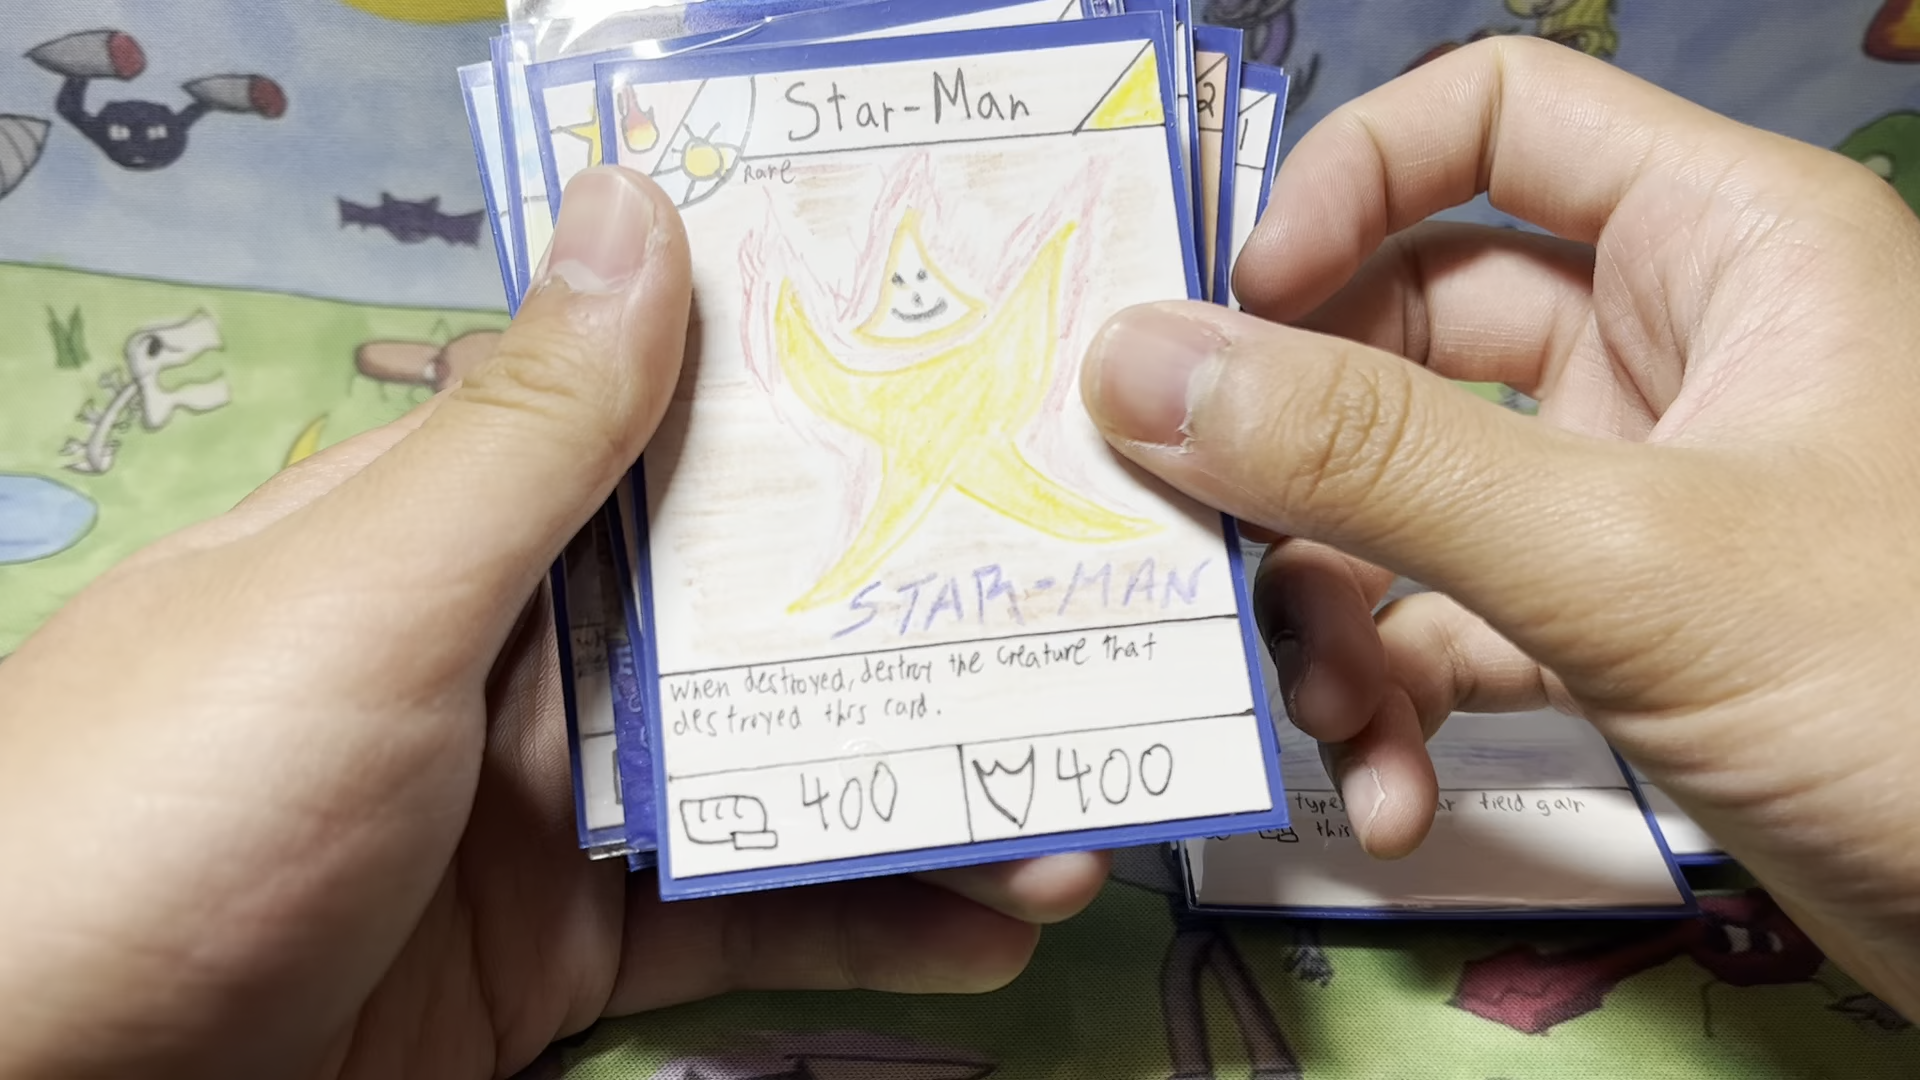 Star-Man
2
1
Rare
STAR-MAN
When destroyed, destroy the creature that
destroyed this card.
400
400
field gain
this